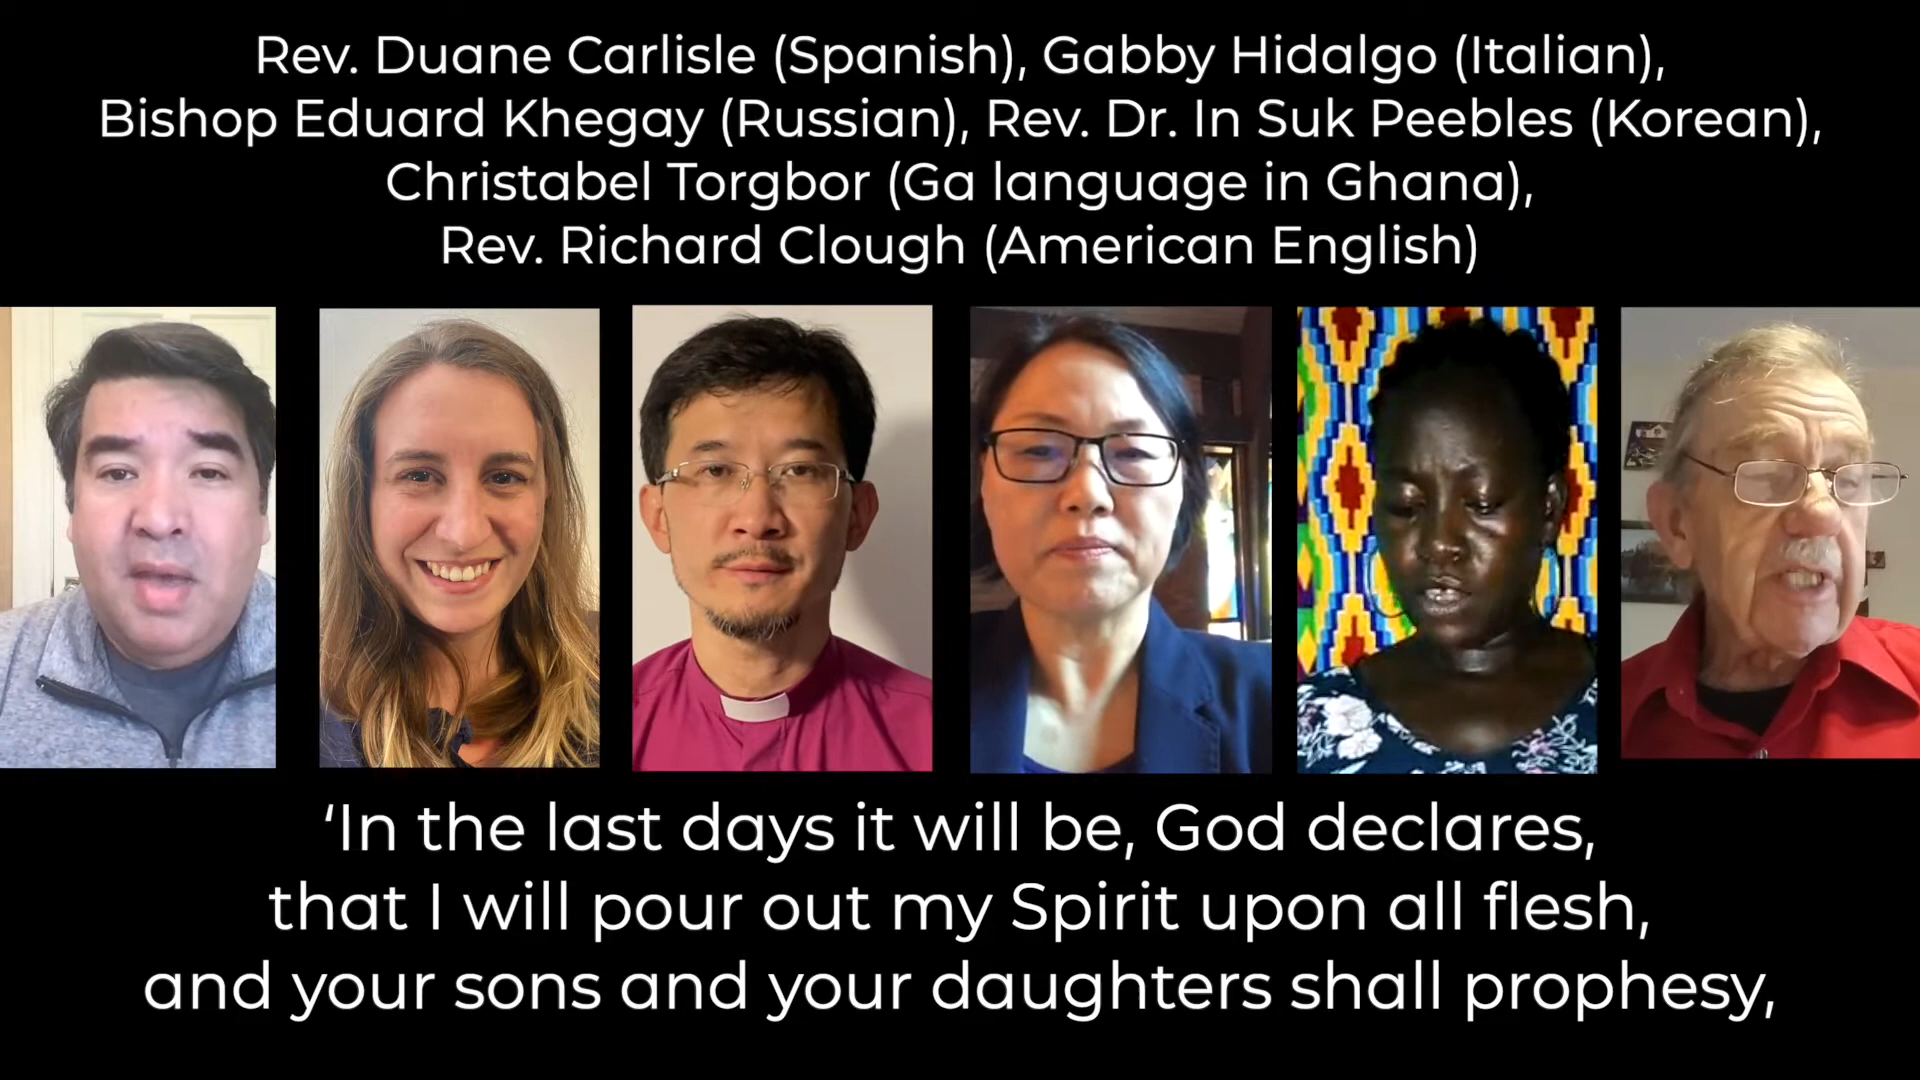 Rev. Duane Carlisle (Spanish), Gabby Hidalgo (Italian),
Bishop Eduard Khegay (Russian), Rev. Dr. In Suk Peebles (Korean),
Christabel Torgbor (Ga language in Ghana),
Rev. Richard Clough (American English)
‘In the last days it will be, God declares,
that I will pour out my Spirit upon all flesh,
and your sons and your daughters shall prophesy,